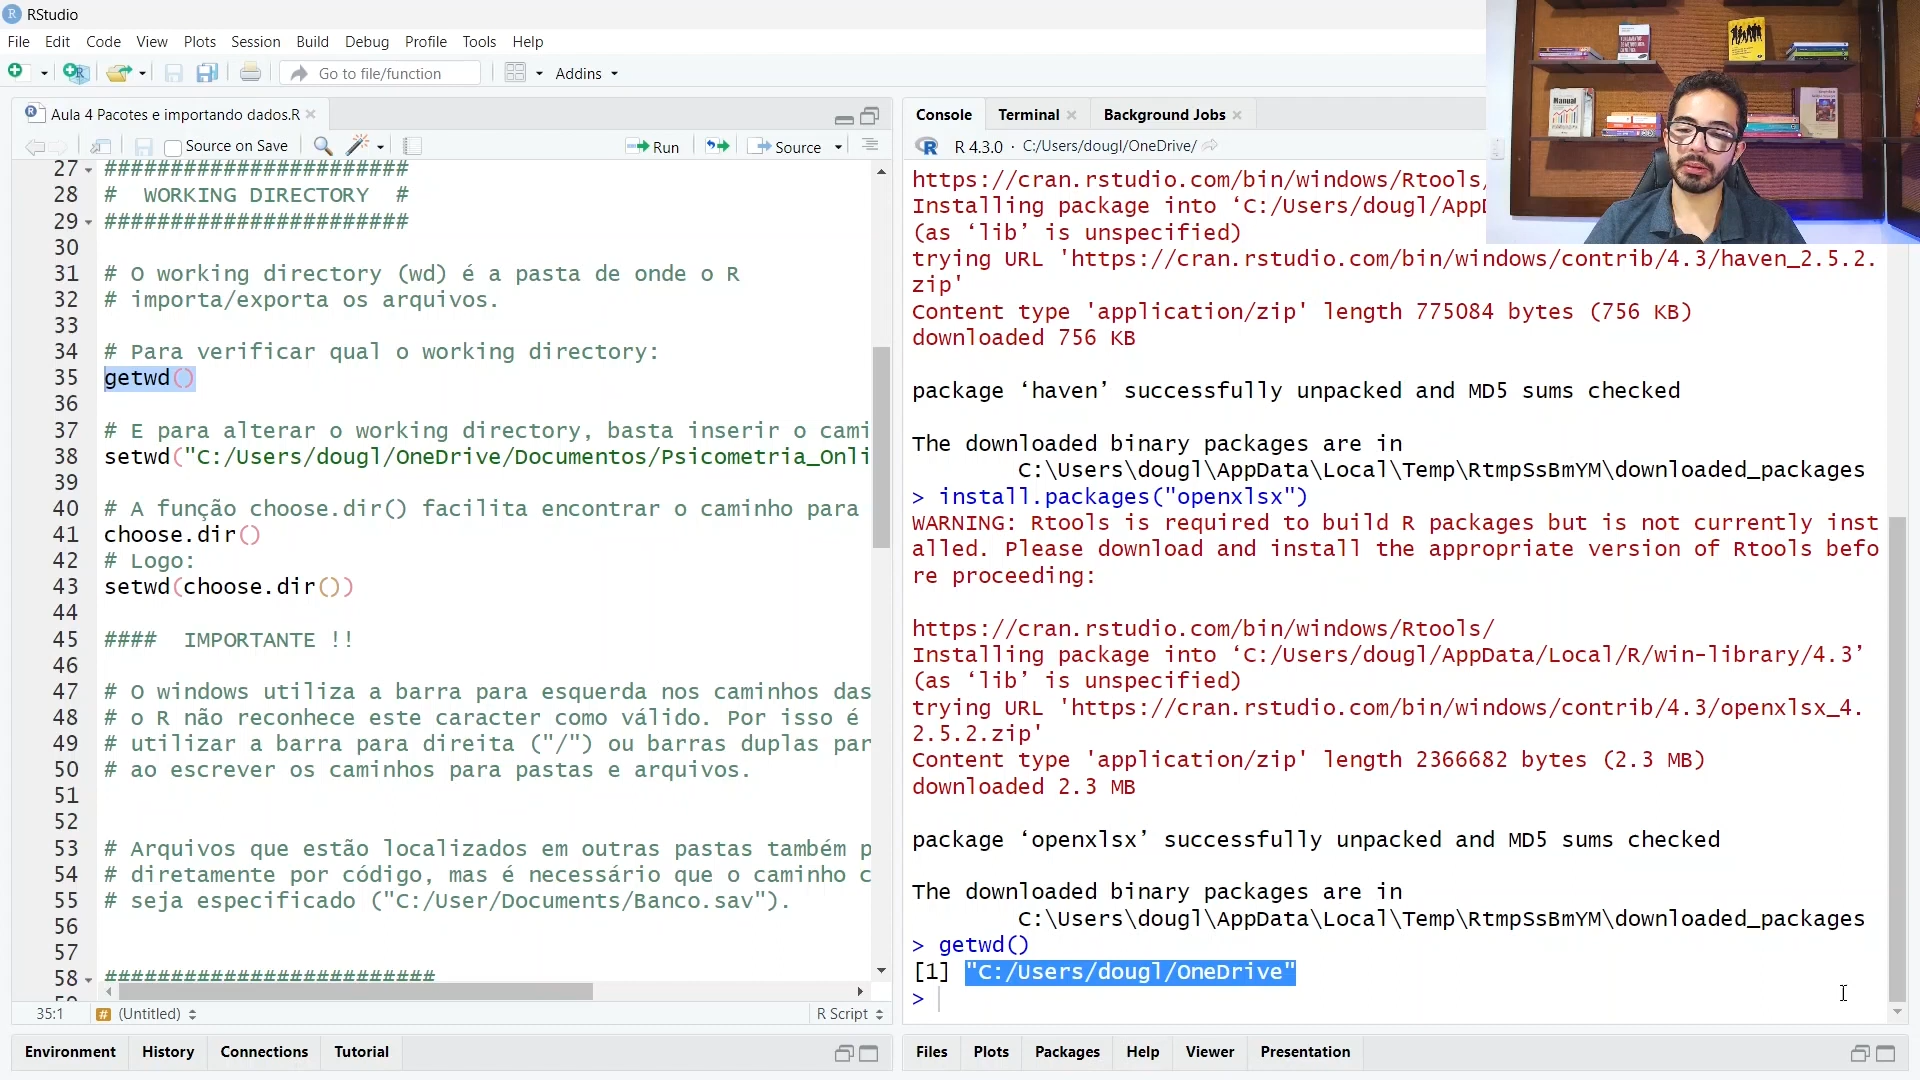 RStudio
File Edit Code View Plots Session Build Debug Profile Tools Help
Go to file/function
Addins
Aula 4 Pacotes e importando dados.R
Source on Save
Run
Source
27 #######################
28 #  WORKING DIRECTORY  #
29 #######################
30
31 # O working directory (wd) é a pasta de onde o R
32 # importa/exporta os arquivos.
33
34 # Para verificar qual o working directory:
35 getwd()
36
37 # E para alterar o working directory, basta inserir o cami
38 setwd("C:/Users/dougl/OneDrive/Documentos/Psicometria_Onli
39
40 # A função choose.dir() facilita encontrar o caminho para
41 choose.dir()
42 # Logo:
43 setwd(choose.dir())
44
45 ####  IMPORTANTE !!
46
47 # O windows utiliza a barra para esquerda nos caminhos das
48 # o R não reconhece este caracter como válido. Por isso é
49 # utilizar a barra para direita ("/") ou barras duplas par
50 # ao escrever os caminhos para pastas e arquivos.
51
52
53 # Arquivos que estão localizados em outras pastas também p
54 # diretamente por código, mas é necessário que o caminho c
55 # seja especificado ("C:/User/Documents/Banco.sav").
56
57
58 #########################
35:1 (Untitled) R Script
Environment History Connections Tutorial
Console Terminal Background Jobs
R 4.3.0 · C:/Users/dougl/OneDrive/
https://cran.rstudio.com/bin/windows/Rtools/
Installing package into ‘C:/Users/dougl/App
(as ‘lib’ is unspecified)
trying URL 'https://cran.rstudio.com/bin/windows/contrib/4.3/haven_2.5.2.
zip'
Content type 'application/zip' length 775084 bytes (756 KB)
downloaded 756 KB
package ‘haven’ successfully unpacked and MD5 sums checked
The downloaded binary packages are in
C:\Users\dougl\AppData\Local\Temp\RtmpSsBmYM\downloaded_packages
> install.packages("openxlsx")
WARNING: Rtools is required to build R packages but is not currently inst
alled. Please download and install the appropriate version of Rtools befo
re proceeding:
https://cran.rstudio.com/bin/windows/Rtools/
Installing package into ‘C:/Users/dougl/AppData/Local/R/win-library/4.3’
(as ‘lib’ is unspecified)
trying URL 'https://cran.rstudio.com/bin/windows/contrib/4.3/openxlsx_4.
2.5.2.zip'
Content type 'application/zip' length 2366682 bytes (2.3 MB)
downloaded 2.3 MB
package ‘openxlsx’ successfully unpacked and MD5 sums checked
The downloaded binary packages are in
C:\Users\dougl\AppData\Local\Temp\RtmpSsBmYM\downloaded_packages
> getwd()
[1] "C:/Users/dougl/OneDrive"
>
Files Plots Packages Help Viewer Presentation
Manual